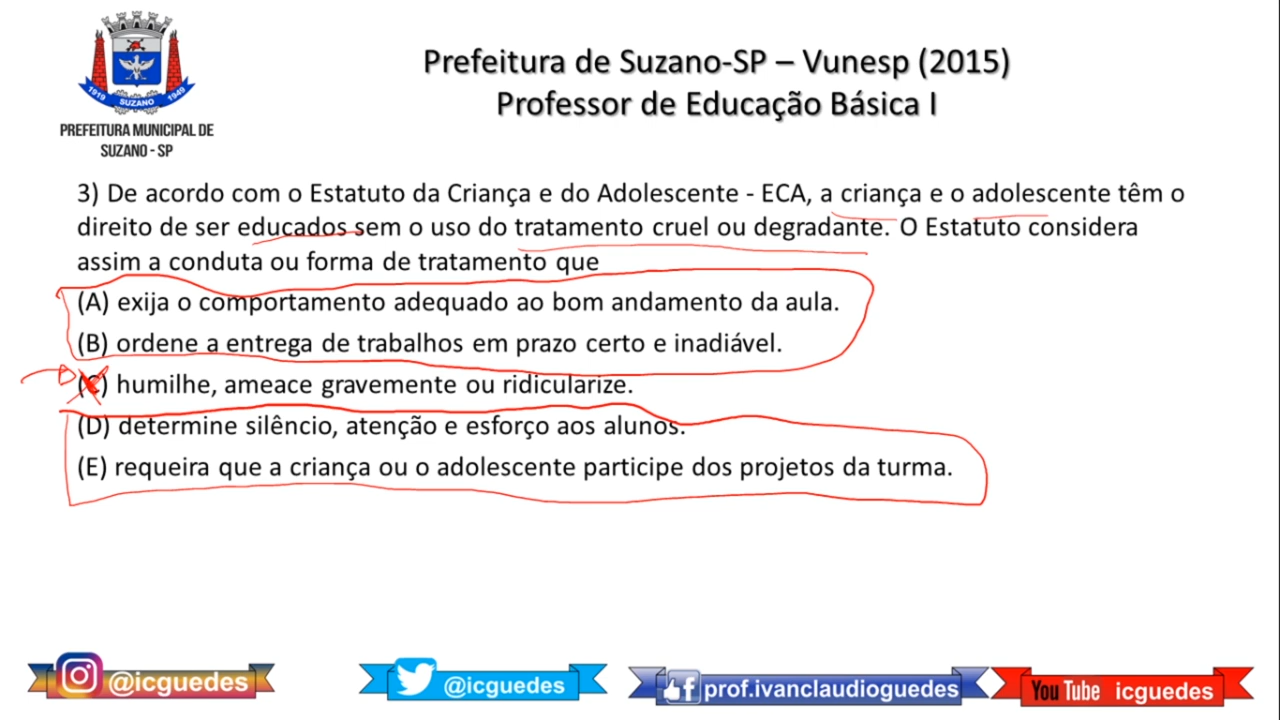 1919
SUZANO
1949
PREFEITURA MUNICIPAL DE
SUZANO - SP
Prefeitura de Suzano-SP – Vunesp (2015)
Professor de Educação Básica I
3) De acordo com o Estatuto da Criança e do Adolescente - ECA, a criança e o adolescente têm o
direito de ser educados sem o uso do tratamento cruel ou degradante. O Estatuto considera
assim a conduta ou forma de tratamento que
(A) exija o comportamento adequado ao bom andamento da aula.
(B) ordene a entrega de trabalhos em prazo certo e inadiável.
(C) humilhe, ameace gravemente ou ridicularize.
(D) determine silêncio, atenção e esforço aos alunos.
(E) requeira que a criança ou o adolescente participe dos projetos da turma.
@icguedes
@icguedes
f prof.ivanclaudioguedes
YouTube icguedes